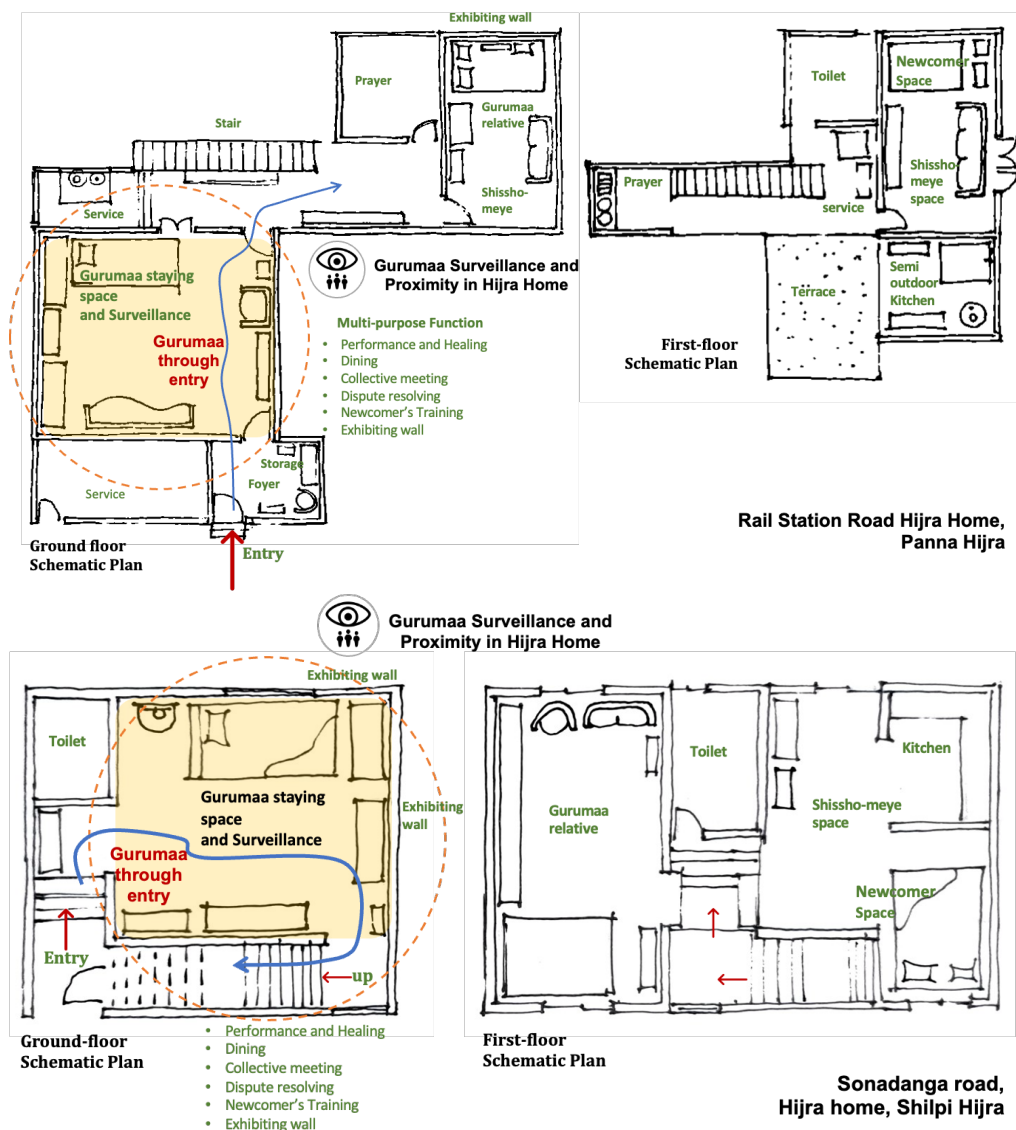 Exhibiting wall
Prayer
Gurumaa
relative
Stair
Shissho-
meye
Service
Gurumaa staying
space
and Surveillance
Gurumaa
through
entry
Gurumaa Surveillance and
Proximity in Hijra Home
Multi-purpose Function
• Performance and Healing
• Dining
• Collective meeting
• Dispute resolving
• Newcomer's Training
• Exhibiting wall
Storage
Foyer
Service
Ground floor
Schematic Plan
Entry
Toilet
Newcomer
Space
Prayer
Shissho-
meye
space
service
Terrace
Semi
outdoor
Kitchen
First-floor
Schematic Plan
Rail Station Road Hijra Home,
Panna Hijra
Gurumaa Surveillance and
Proximity in Hijra Home
Exhibiting wall
Toilet
Gurumaa staying
space
and Surveillance
Exhibiting
wall
Gurumaa
through
entry
Entry
up
Ground-floor
Schematic Plan
• Performance and Healing
• Dining
• Collective meeting
• Dispute resolving
• Newcomer's Training
• Exhibiting wall
Toilet
Kitchen
Gurumaa
relative
Shissho-meye
space
Newcomer
Space
First-floor
Schematic Plan
Sonadanga road,
Hijra home, Shilpi Hijra